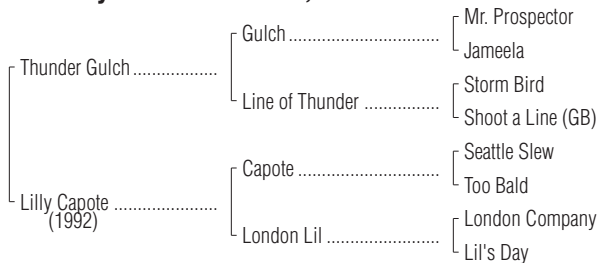 Mr. Prospector
Gulch
Jameela
Thunder Gulch
Storm Bird
Line of Thunder
Shoot a Line (GB)
Seattle Slew
Capote
Too Bald
Lilly Capote
(1992)
London Company
London Lil
Lil's Day